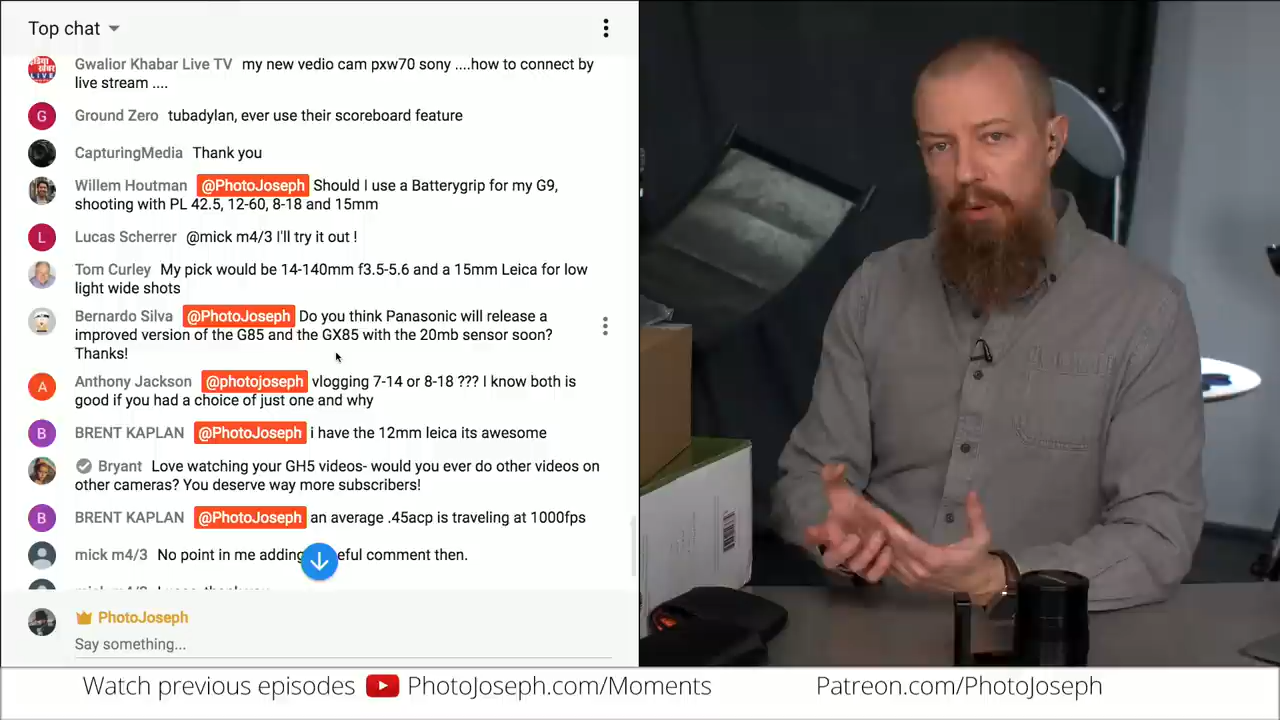 Top chat
Gwalior Khabar Live TV my new vedio cam pxw70 sony ....how to connect by
live stream ....
Ground Zero tubadylan, ever use their scoreboard feature
CapturingMedia Thank you
Willem Houtman @PhotoJoseph Should I use a Batterygrip for my G9,
shooting with PL 42.5, 12-60, 8-18 and 15mm
Lucas Scherrer @mick m4/3 I'll try it out !
Tom Curley My pick would be 14-140mm f3.5-5.6 and a 15mm Leica for low
light wide shots
Bernardo Silva @PhotoJoseph Do you think Panasonic will release a
improved version of the G85 and the GX85 with the 20mb sensor soon?
Thanks!
Anthony Jackson @photojoseph vlogging 7-14 or 8-18 ??? I know both is
good if you had a choice of just one and why
BRENT KAPLAN @PhotoJoseph i have the 12mm leica its awesome
Bryant Love watching your GH5 videos- would you ever do other videos on
other cameras? You deserve way more subscribers!
BRENT KAPLAN @PhotoJoseph an average .45acp is traveling at 1000fps
mick m4/3 No point in me adding eful comment then.
PhotoJoseph
Say something...
Watch previous episodes PhotoJoseph.com/Moments Patreon.com/PhotoJoseph